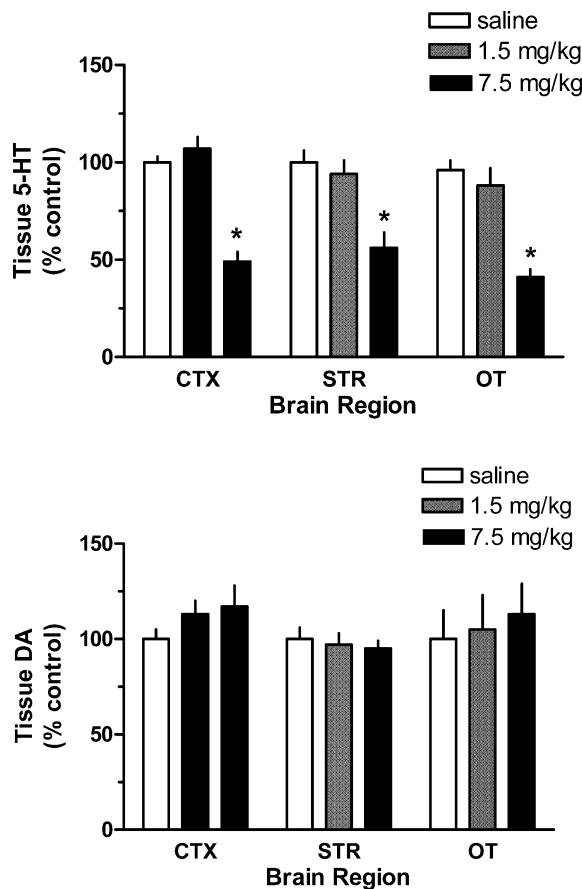 saline
1.5 mg/kg
7.5 mg/kg
Tissue 5-HT
(% control)
150
100
50
0
*
*
*
CTX
STR
OT
Brain Region
saline
1.5 mg/kg
7.5 mg/kg
Tissue DA
(% control)
150
100
50
0
CTX
STR
OT
Brain Region